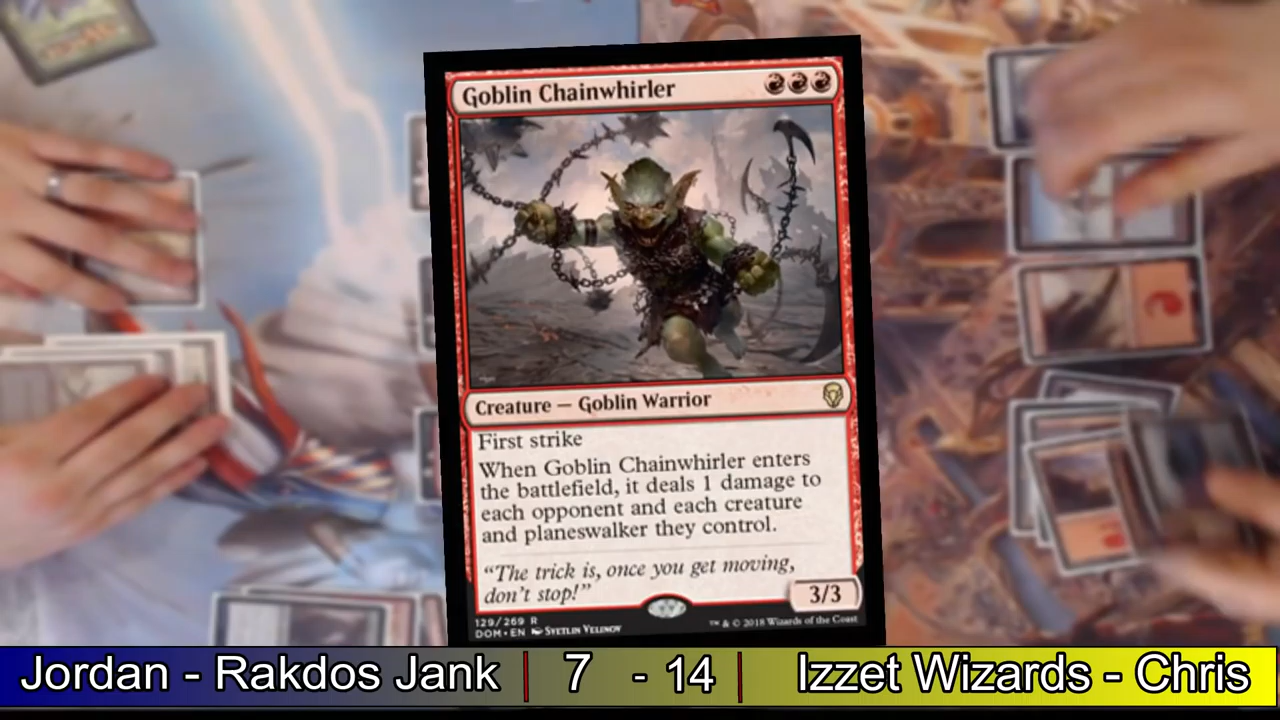 Goblin Chainwhirler
Creature — Goblin Warrior
First strike
When Goblin Chainwhirler enters
the battlefield, it deals 1 damage to
each opponent and each creature
and planeswalker they control.
“The trick is, once you get moving,
don’t stop!”
3/3
129/269 R
DOM • EN Svetlin Velinov
™ & © 2018 Wizards of the Coast
Jordan - Rakdos Jank | 7 - 14 | Izzet Wizards - Chris